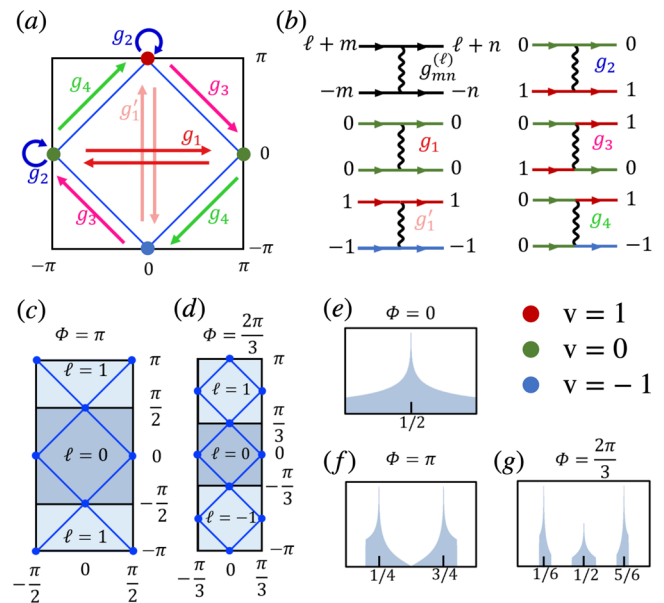 (a)
g₂
π
g₄
g₃
g₁′
g₁
0
g₂
g₃
g₄
−π
−π
0
π
(b)
ℓ + m
ℓ + n
g_{mn}^{(ℓ)}
−m
−n
0
0
g₂
1
1
0
0
g₁
0
0
0
1
g₃
1
0
1
1
g₁′
−1
−1
0
1
g₄
0
−1
(c)
Φ = π
ℓ = 1
π
π/2
ℓ = 0
0
−π/2
ℓ = 1
−π
−π/2
0
π/2
(d)
Φ = 2π/3
ℓ = 1
π
π/3
ℓ = 0
0
−π/3
ℓ = −1
−π
−π/3
0
π/3
(e)
Φ = 0
1/2
v = 1
v = 0
v = −1
(f)
Φ = π
1/4
3/4
(g)
Φ = 2π/3
1/6
1/2
5/6